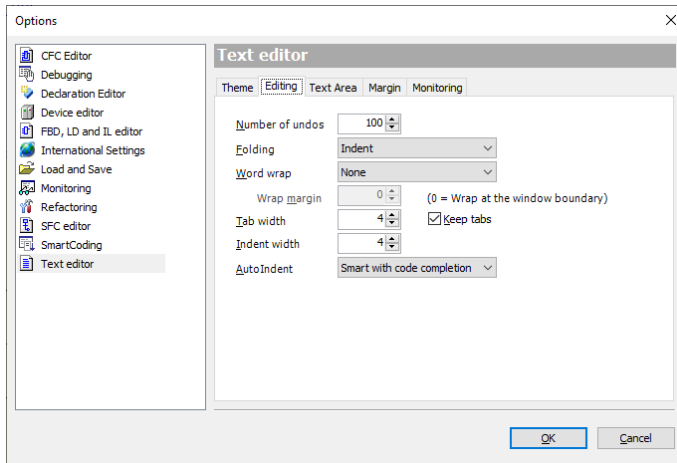 Options
CFC Editor
Debugging
Declaration Editor
Device editor
FBD, LD and IL editor
International Settings
Load and Save
Monitoring
Refactoring
SFC editor
SmartCoding
Text editor
Text editor
Theme Editing Text Area Margin Monitoring
Number of undos 100
Folding Indent
Word wrap None
Wrap margin 0 (0 = Wrap at the window boundary)
Tab width 4 Keep tabs
Indent width 4
AutoIndent Smart with code completion
OK Cancel